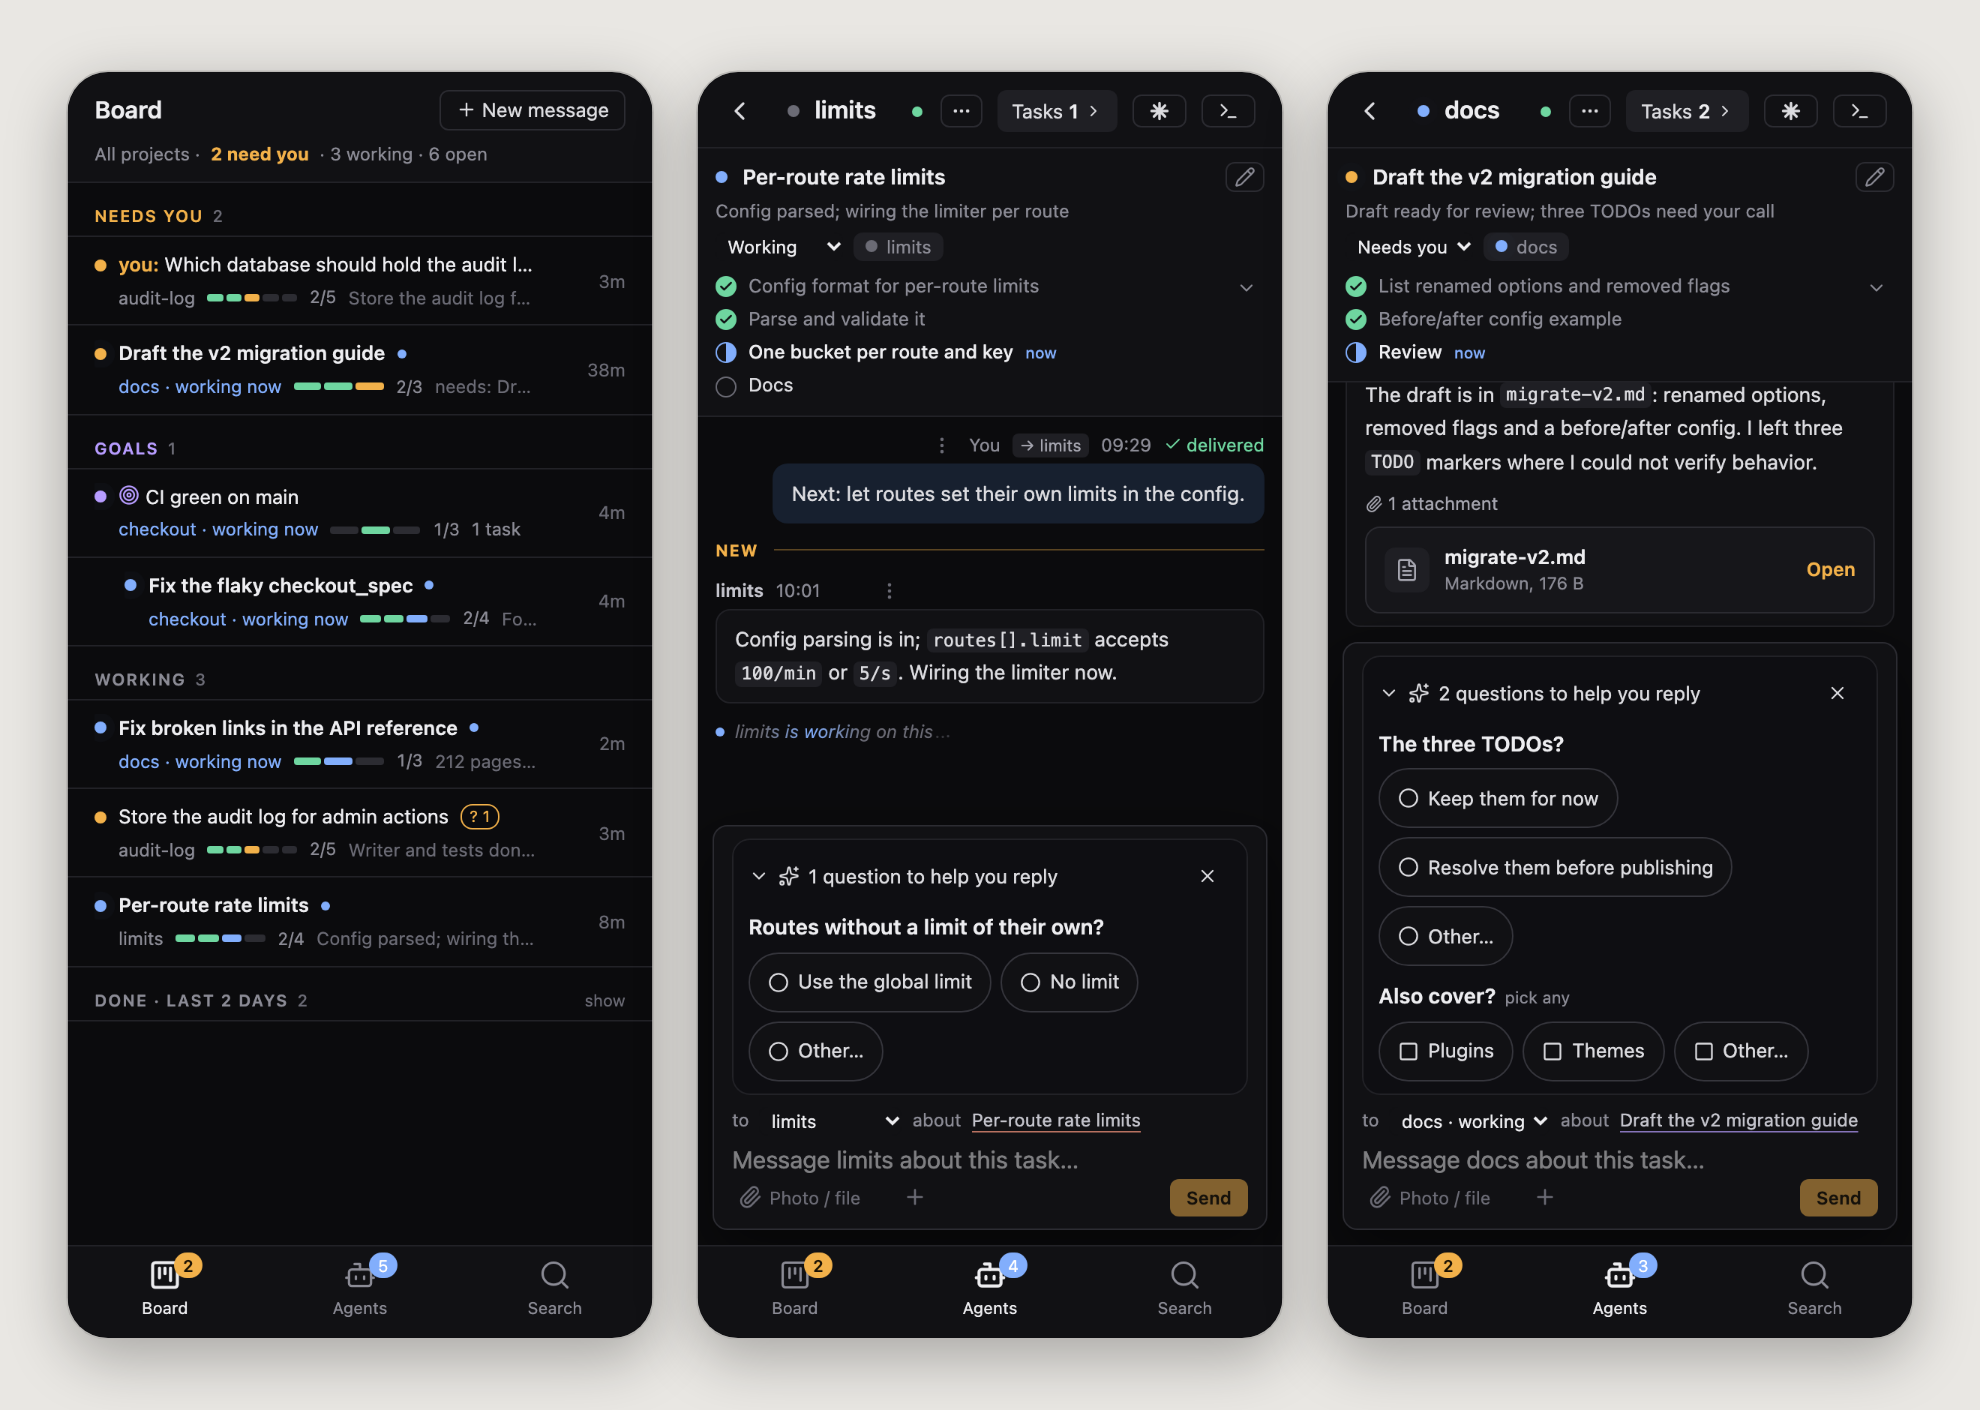 Board
+ New message
All projects · 2 need you · 3 working · 6 open
NEEDS YOU 2
you: Which database should hold the audit l...
3m
audit-log 2/5 Store the audit log f...
Draft the v2 migration guide
38m
docs · working now 2/3 needs: Dr...
GOALS 1
CI green on main
4m
checkout · working now 1/3 1 task
Fix the flaky checkout_spec
4m
checkout · working now 2/4 Fo...
WORKING 3
Fix broken links in the API reference
2m
docs · working now 1/3 212 pages...
Store the audit log for admin actions ? 1
3m
audit-log 2/5 Writer and tests don...
Per-route rate limits
8m
limits 2/4 Config parsed; wiring th...
DONE · LAST 2 DAYS 2 show
2 5
Board Agents Search
limits ... Tasks 1 >
Per-route rate limits
Config parsed; wiring the limiter per route
Working limits
Config format for per-route limits
Parse and validate it
One bucket per route and key now
Docs
You → limits 09:29 ✓ delivered
Next: let routes set their own limits in the config.
NEW
limits 10:01
Config parsing is in; routes[].limit accepts
100/min or 5/s. Wiring the limiter now.
limits is working on this...
1 question to help you reply
Routes without a limit of their own?
Use the global limit No limit
Other...
to limits about Per-route rate limits
Message limits about this task...
Photo / file + Send
2 4
Board Agents Search
docs ... Tasks 2 >
Draft the v2 migration guide
Draft ready for review; three TODOs need your call
Needs you docs
List renamed options and removed flags
Before/after config example
Review now
The draft is in migrate-v2.md: renamed options,
removed flags and a before/after config. I left three
TODO markers where I could not verify behavior.
1 attachment
migrate-v2.md
Markdown, 176 B
Open
2 questions to help you reply
The three TODOs?
Keep them for now
Resolve them before publishing
Other...
Also cover? pick any
Plugins Themes Other...
to docs · working about Draft the v2 migration guide
Message docs about this task...
Photo / file + Send
2 3
Board Agents Search